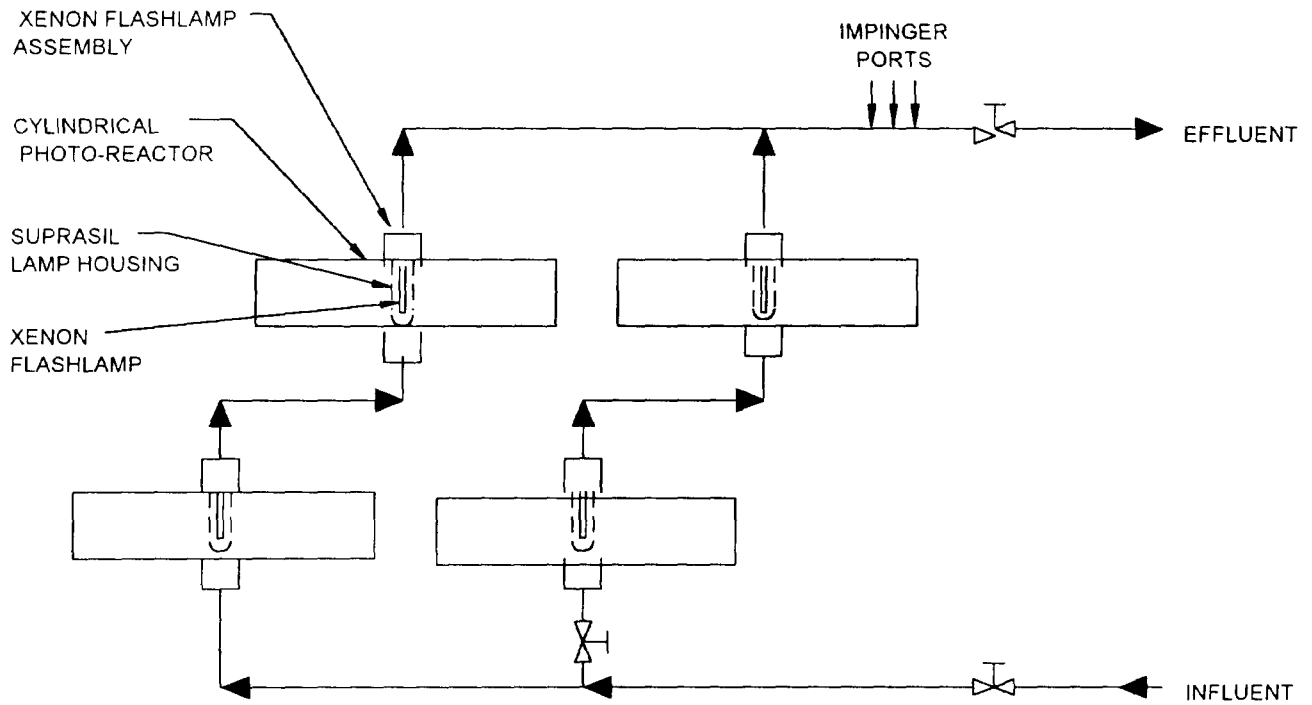 XENON FLASHLAMP
ASSEMBLY
IMPINGER
PORTS
CYLINDRICAL
PHOTO-REACTOR
EFFLUENT
SUPRASIL
LAMP HOUSING
XENON
FLASHLAMP
INFLUENT